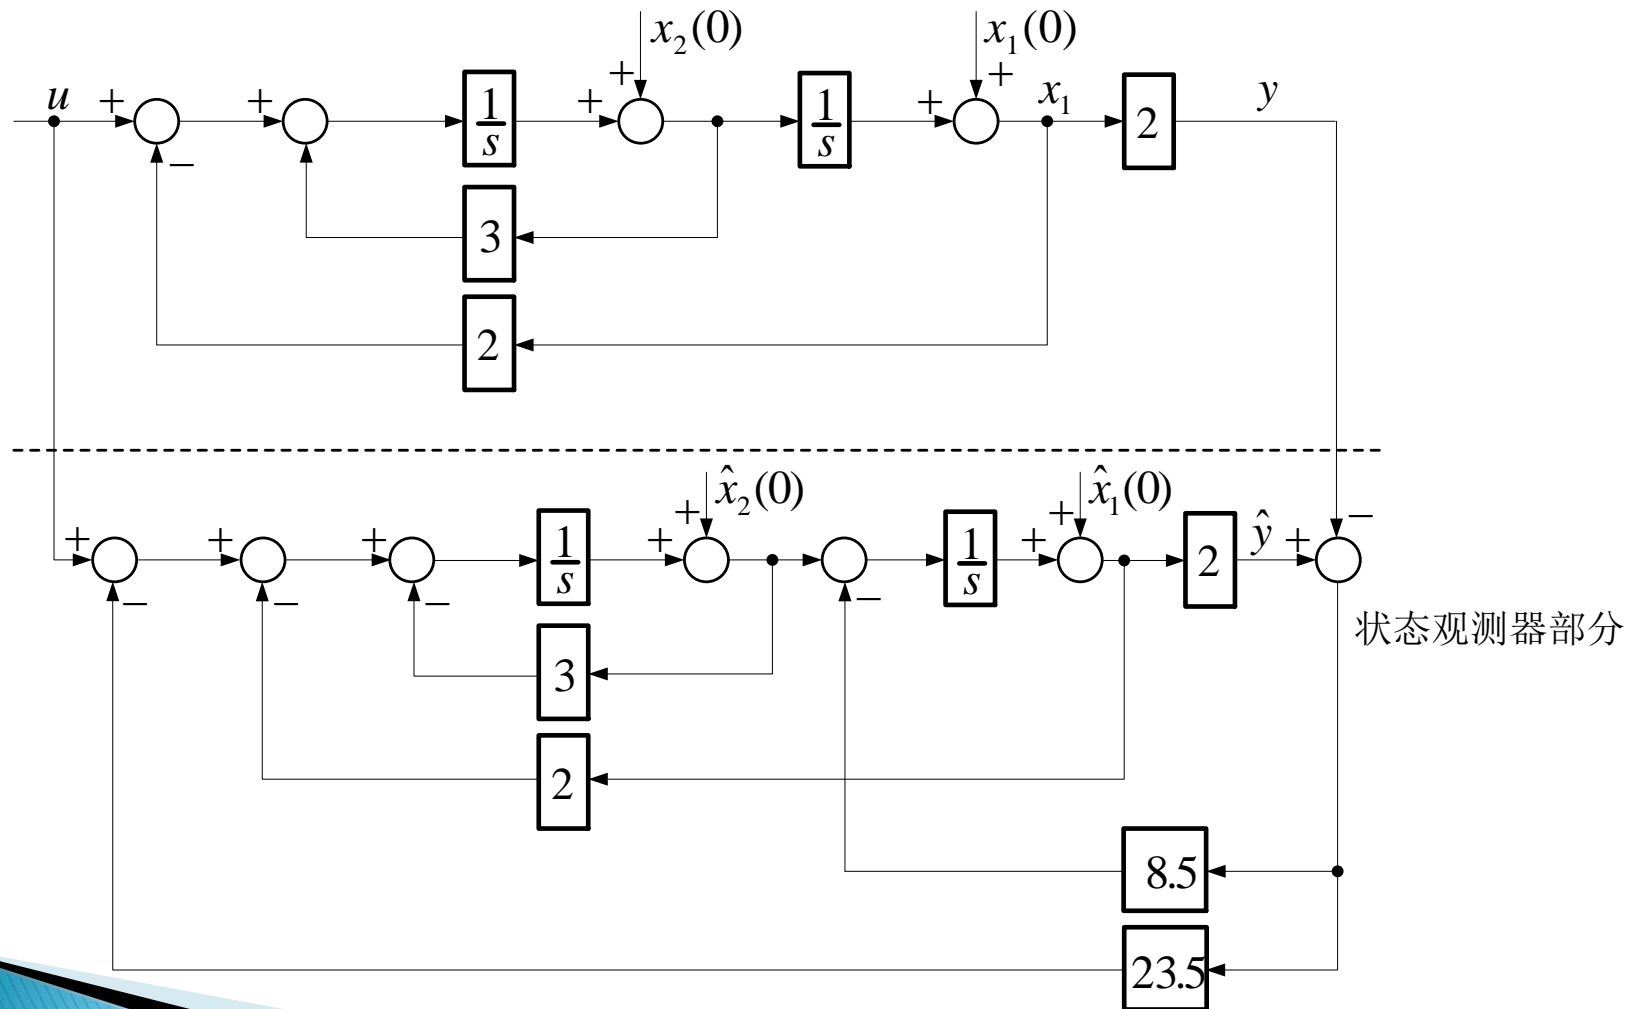 x₂(0)
x₁(0)
u
+
+
1/s
+
+
1/s
+
+
x₁
2
y
−
3
2
x̂₂(0)
x̂₁(0)
−
+
+
+
1/s
+
+
1/s
+
+
2
ŷ
+
−
−
−
−
状态观测器部分
3
2
8.5
23.5